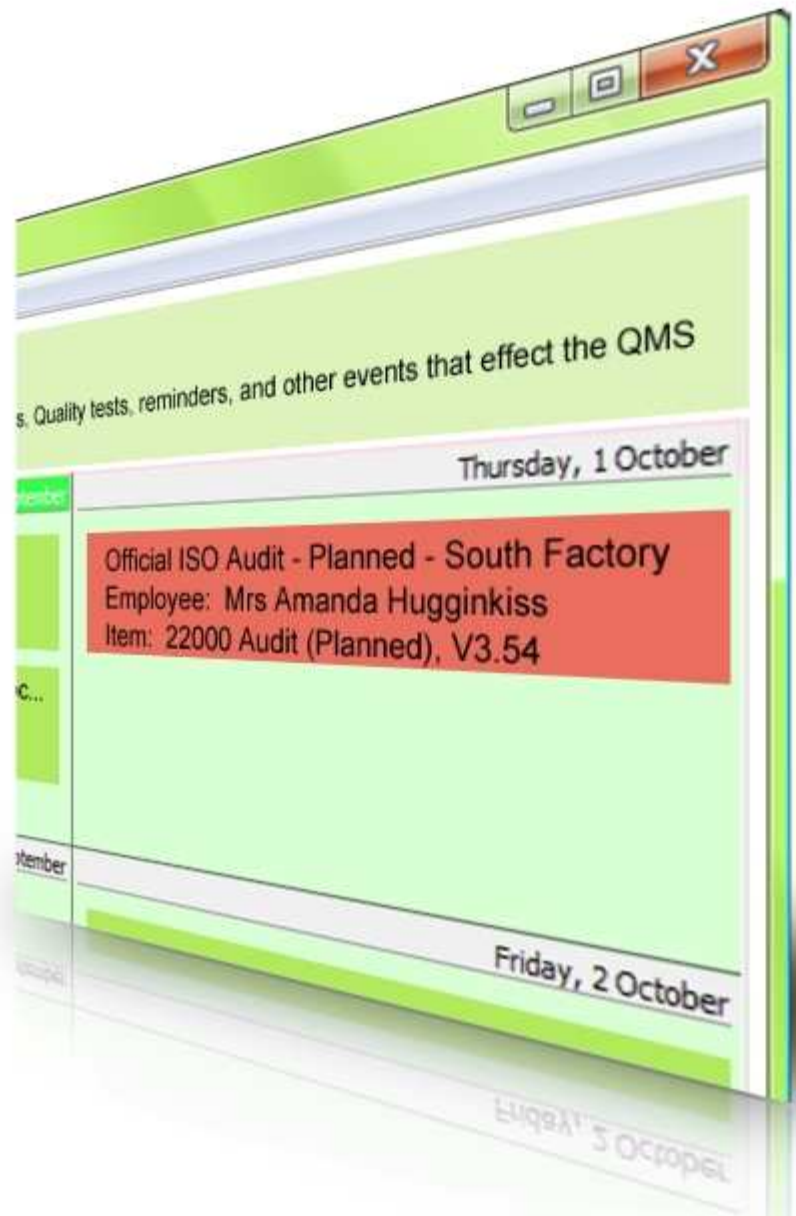 s, Quality tests, reminders, and other events that effect the QMS
Thursday, 1 October
Official ISO Audit - Planned - South Factory
Employee: Mrs Amanda Hugginkiss
Item: 22000 Audit (Planned), V3.54
Friday, 2 October